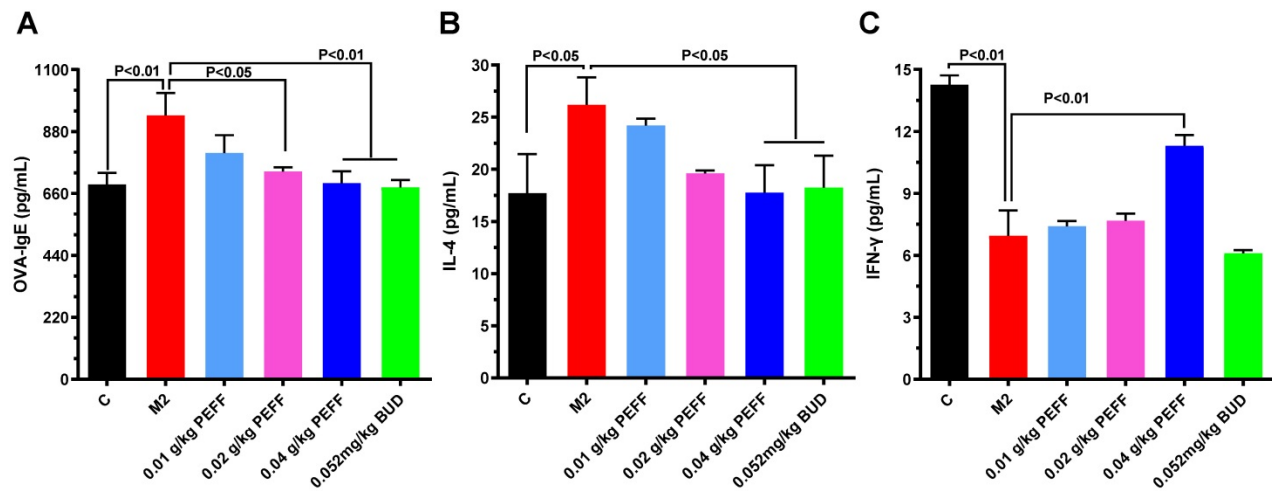 A
P<0.01
P<0.01
P<0.05
1100
880
660
440
220
0
OVA-IgE (pg/mL)
C
M2
0.01 g/kg PEFF
0.02 g/kg PEFF
0.04 g/kg PEFF
0.052mg/kg BUD
B
P<0.05
P<0.05
30
25
20
15
10
5
0
IL-4 (pg/mL)
C
M2
0.01 g/kg PEFF
0.02 g/kg PEFF
0.04 g/kg PEFF
0.052mg/kg BUD
C
P<0.01
P<0.01
15
12
9
6
3
0
IFN-γ (pg/mL)
C
M2
0.01 g/kg PEFF
0.02 g/kg PEFF
0.04 g/kg PEFF
0.052mg/kg BUD